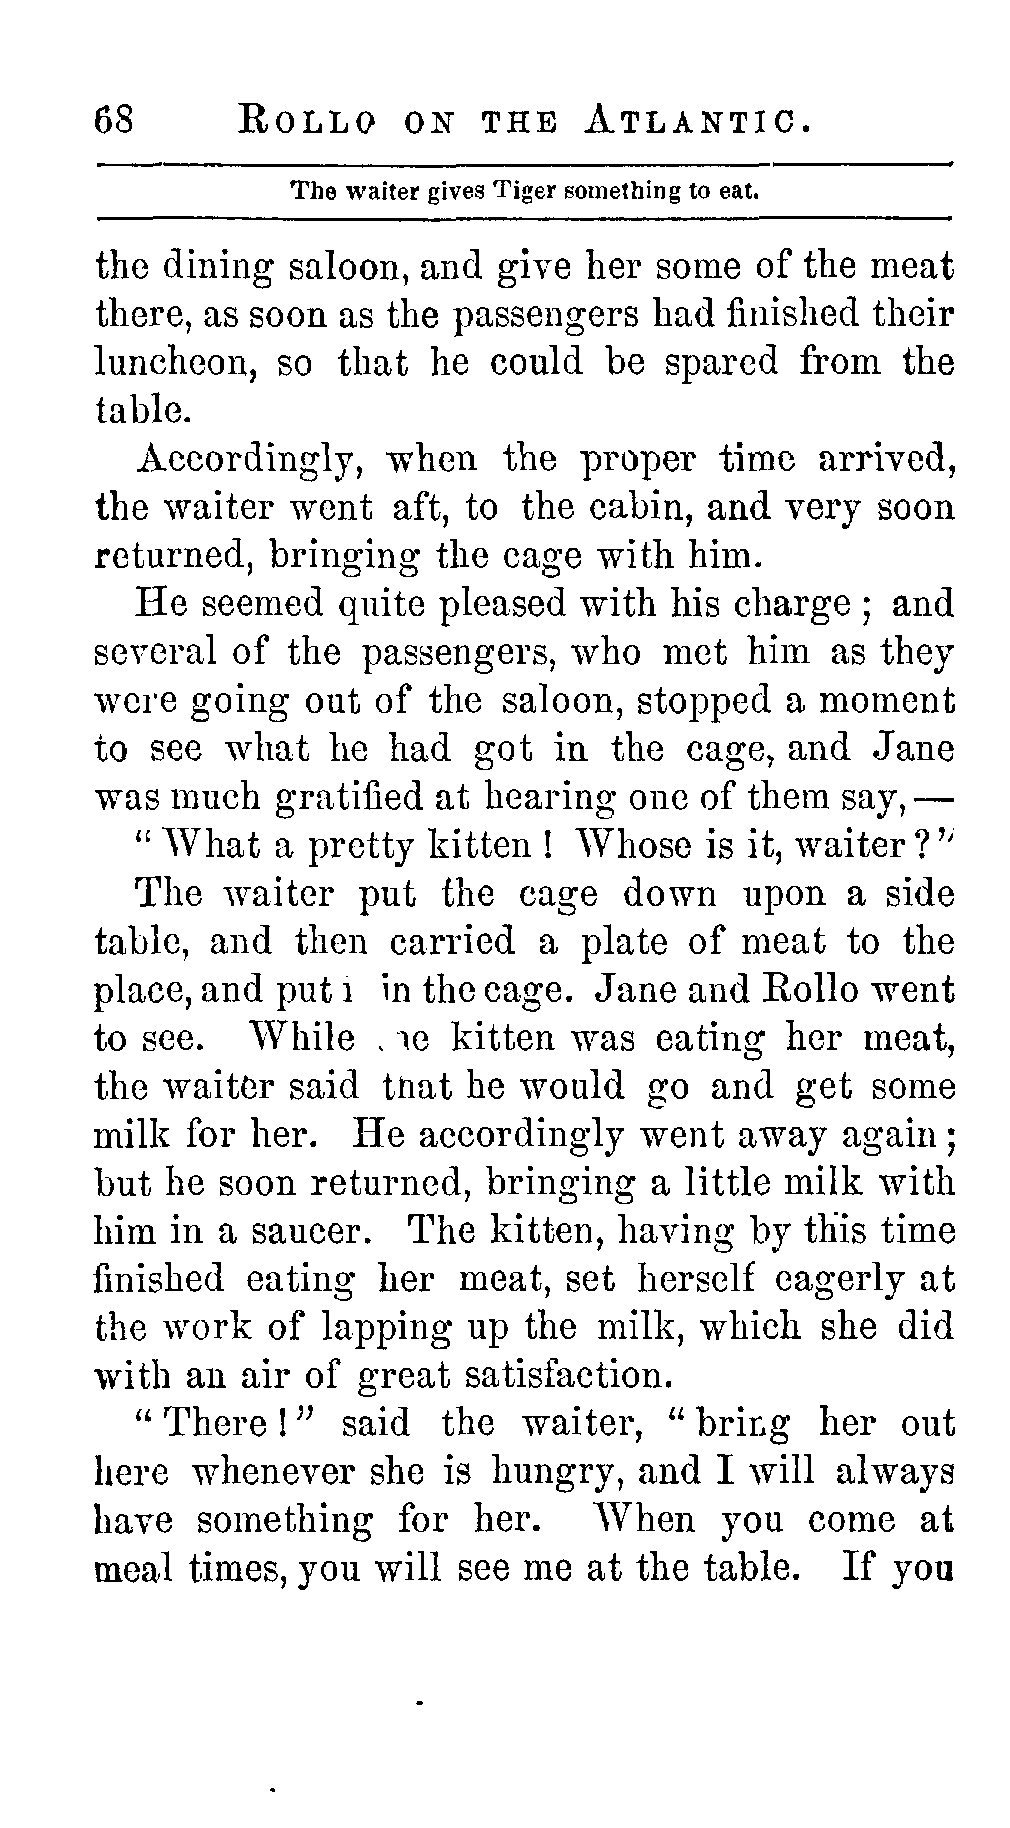 68 ROLLO ON THE ATLANTIC.
The waiter gives Tiger something to eat.
the dining saloon, and give her some of the meat
there, as soon as the passengers had finished their
luncheon, so that he could be spared from the
table.
Accordingly, when the proper time arrived,
the waiter went aft, to the cabin, and very soon
returned, bringing the cage with him.
He seemed quite pleased with his charge ; and
several of the passengers, who met him as they
were going out of the saloon, stopped a moment
to see what he had got in the cage, and Jane
was much gratified at hearing one of them say, —
“ What a pretty kitten ! Whose is it, waiter ? ”
The waiter put the cage down upon a side
table, and then carried a plate of meat to the
place, and put in the cage. Jane and Rollo went
to see. While kitten was eating her meat,
the waiter said that he would go and get some
milk for her. He accordingly went away again ;
but he soon returned, bringing a little milk with
him in a saucer. The kitten, having by this time
finished eating her meat, set herself eagerly at
the work of lapping up the milk, which she did
with an air of great satisfaction.
“ There ! ” said the waiter, “ bring her out
here whenever she is hungry, and I will always
have something for her. When you come at
meal times, you will see me at the table. If you